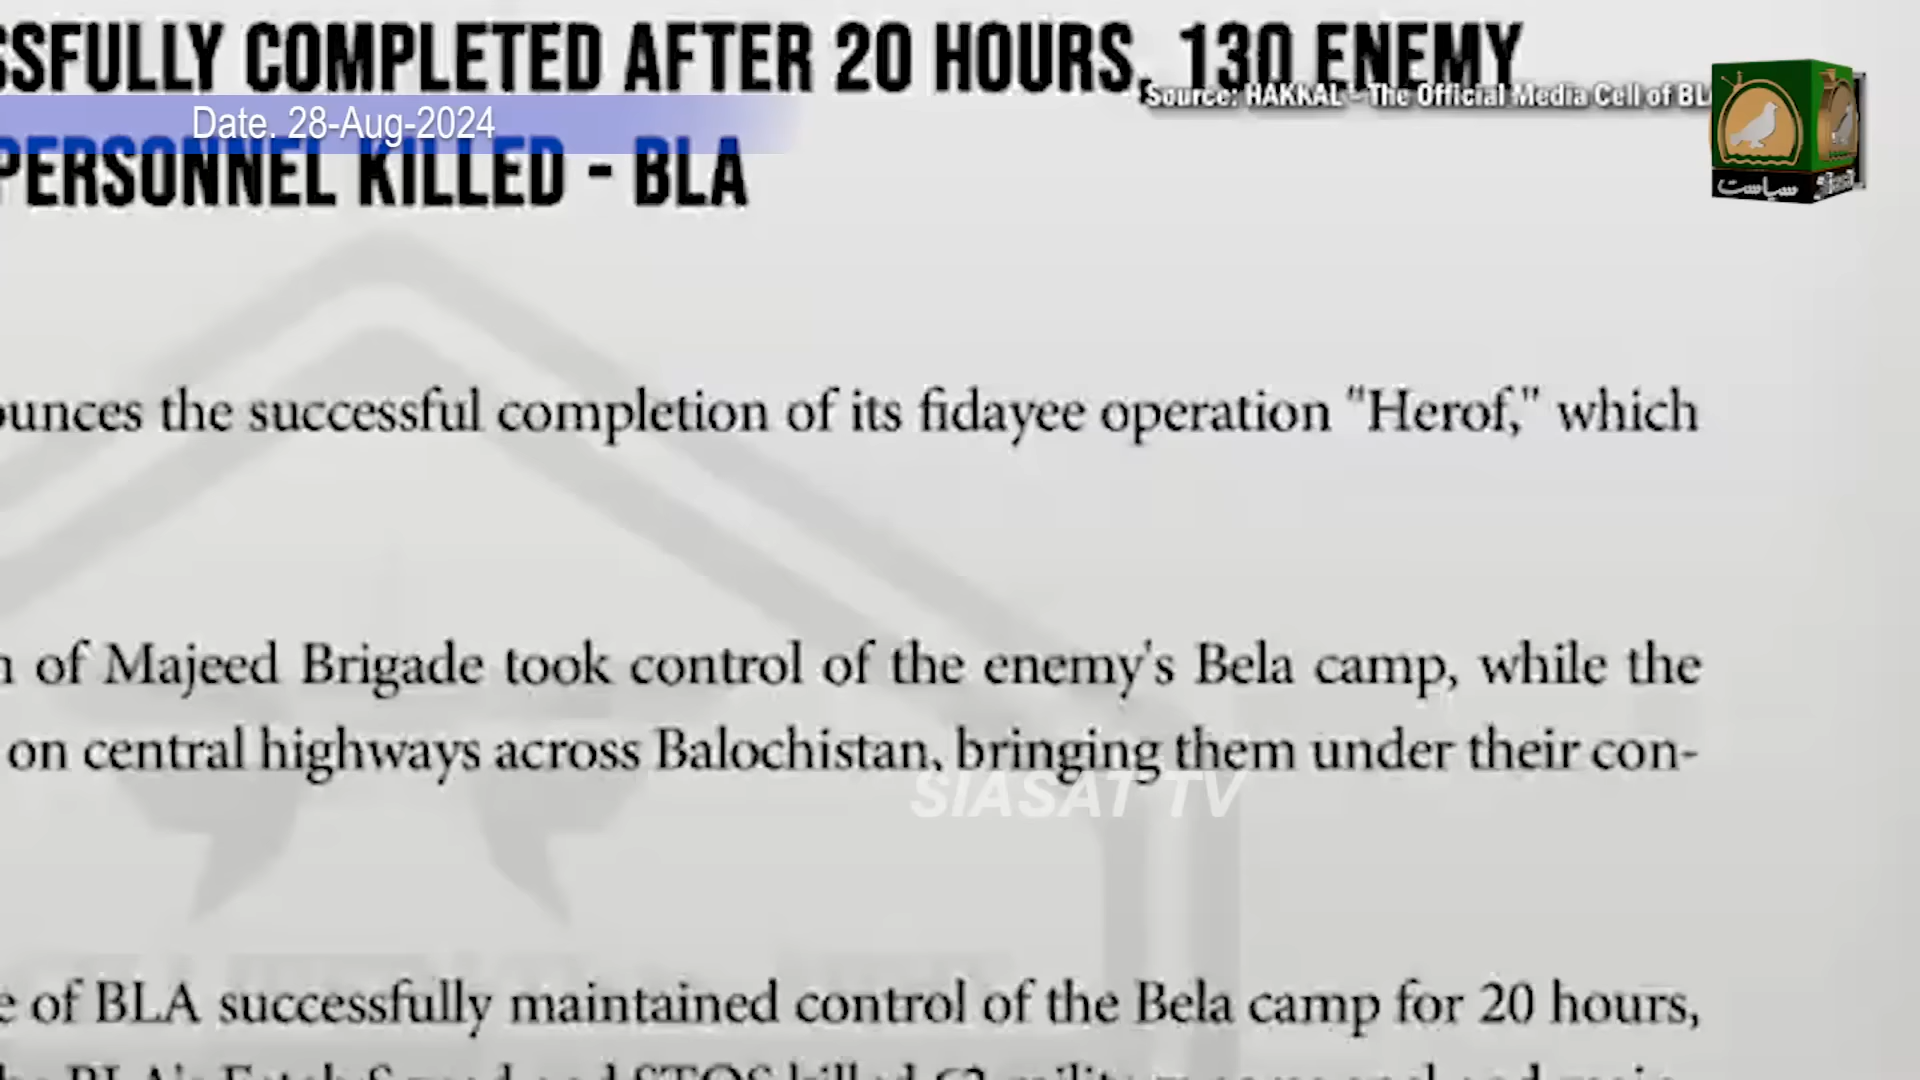 SSFULLY COMPLETED AFTER 20 HOURS, 130 ENEMY
Source: HAKKAL - The Official Media Cell of BL
Date. 28-Aug-2024
PERSONNEL KILLED - BLA
سیاست
ounces the successful completion of its fidayee operation "Herof," which
of Majeed Brigade took control of the enemy's Bela camp, while the
on central highways across Balochistan, bringing them under their con-
SIASAT TV
e of BLA successfully maintained control of the Bela camp for 20 hours,